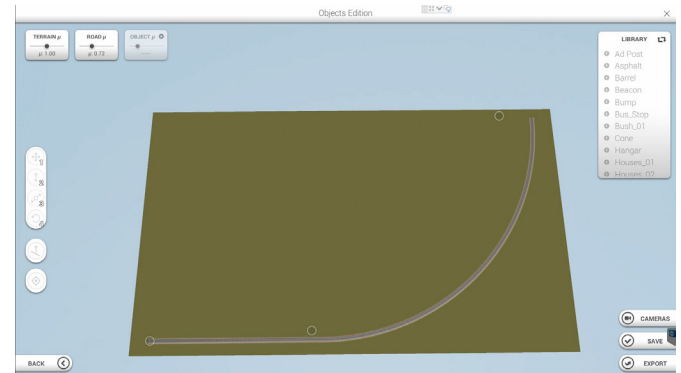 Objects Edition
TERRAIN μ
μ: 1.00
ROAD μ
μ: 0.72
OBJECT μ
LIBRARY
Ad Post
Asphalt
Barrel
Beacon
Bump
Bus_Stop
Bush_01
Cone
Hangar
Houses_01
Houses_02
CAMERAS
SAVE
EXPORT
BACK